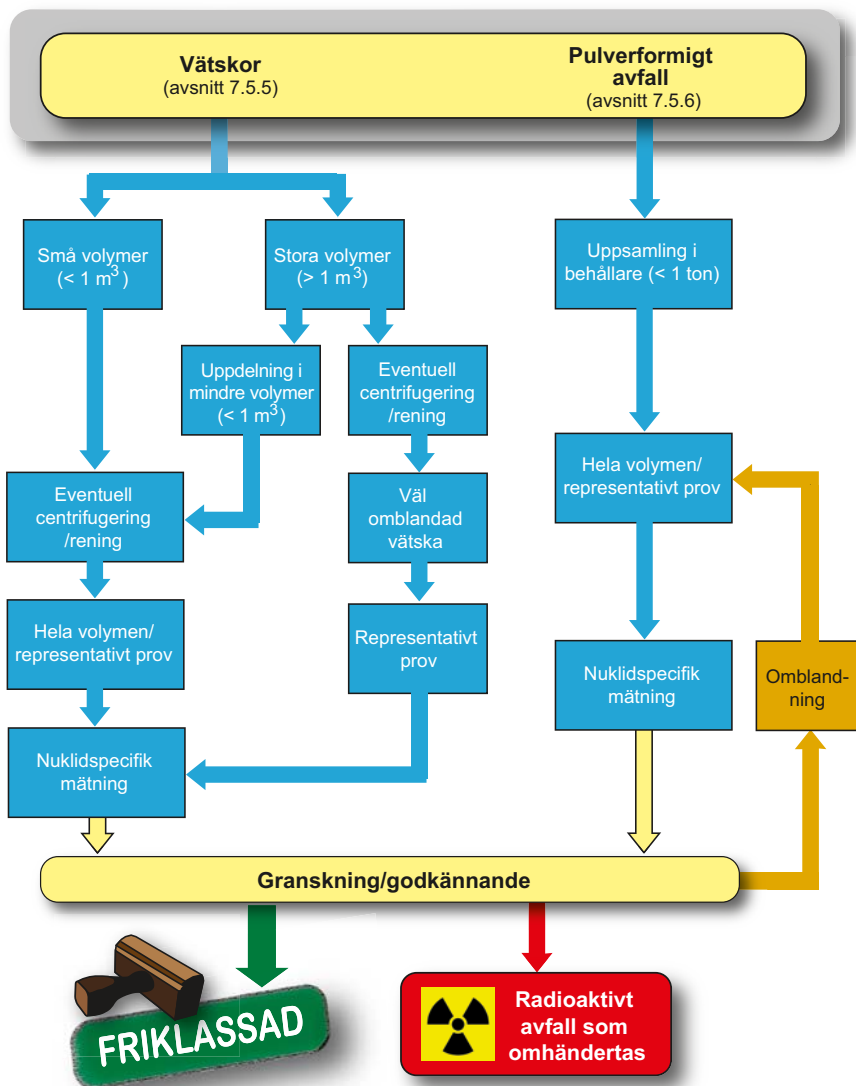 Vätskor
(avsnitt 7.5.5)
Pulverformigt
avfall
(avsnitt 7.5.6)
Små volymer
(< 1 m³)
Stora volymer
(> 1 m³)
Uppsamling i
behållare (< 1 ton)
Uppdelning i
mindre volymer
(< 1 m³)
Eventuell
centrifugering
/rening
Eventuell
centrifugering
/rening
Väl
omblandad
vätska
Hela volymen/
representativt prov
Hela volymen/
representativt prov
Representativt
prov
Nuklidspecifik
mätning
Ombland-
ning
Nuklidspecifik
mätning
Granskning/godkännande
FRIKLASSAD
Radioaktivt
avfall som
omhändertas